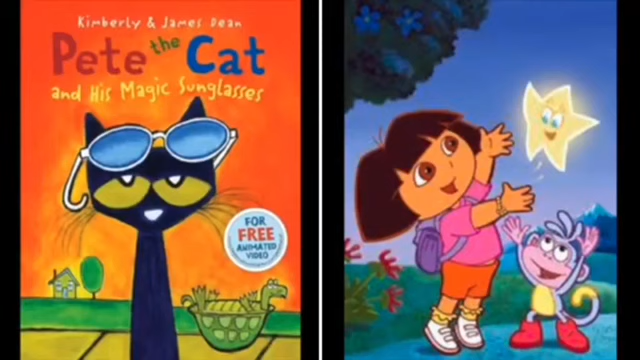 Kimberly & James Dean
Pete the Cat
and His Magic Sunglasses
FOR
FREE
ANIMATED
VIDEO